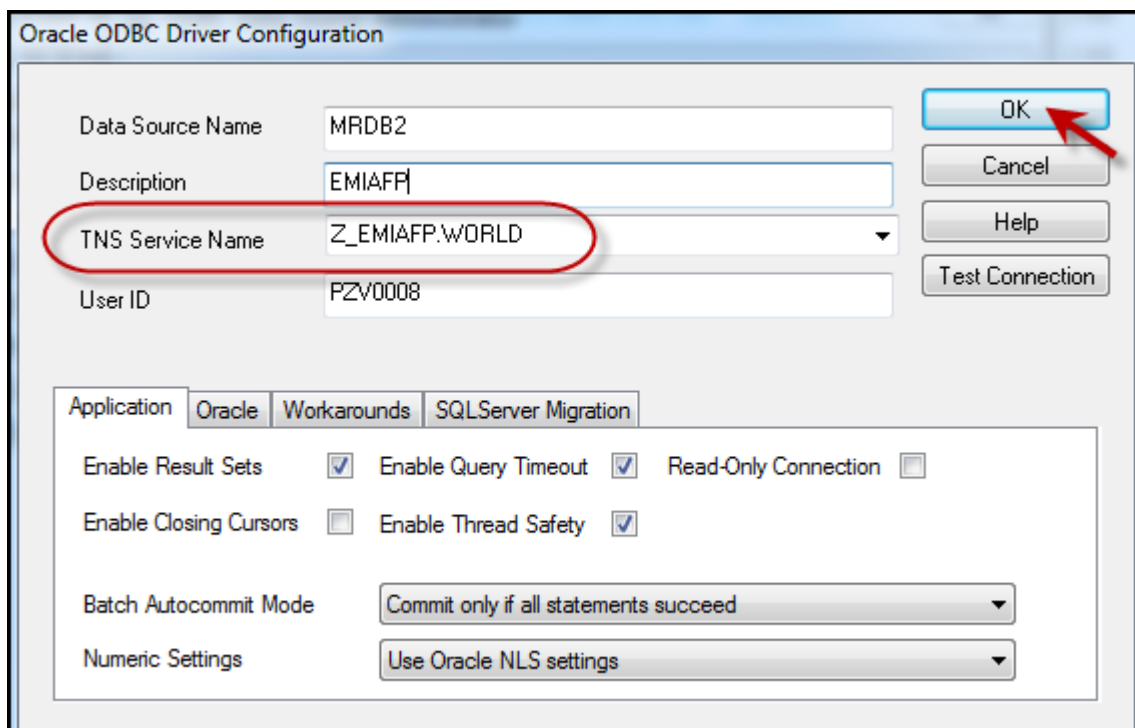 Oracle ODBC Driver Configuration
Data Source Name MRDB2
OK
Description EMIAFP
Cancel
TNS Service Name Z_EMIAFP.WORLD
Help
User ID PZV0008
Test Connection
Application Oracle Workarounds SQLServer Migration
Enable Result Sets Enable Query Timeout Read-Only Connection
Enable Closing Cursors Enable Thread Safety
Batch Autocommit Mode Commit only if all statements succeed
Numeric Settings Use Oracle NLS settings